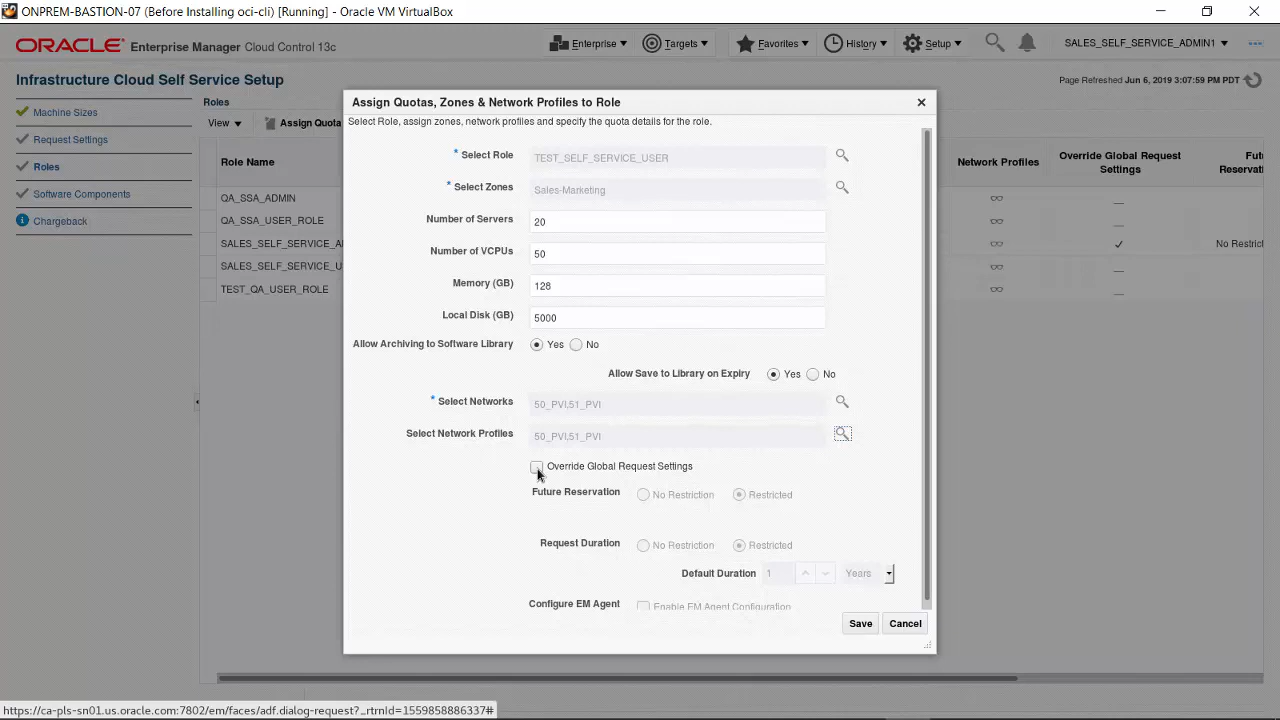 ONPREM-BASTION-07 (Before Installing oci-cli) [Running] - Oracle VM VirtualBox
ORACLE Enterprise Manager Cloud Control 13c
Enterprise Targets Favorites History Setup SALES_SELF_SERVICE_ADMIN1
Infrastructure Cloud Self Service Setup
Page Refreshed Jun 6, 2019 3:07:59 PM PDT
Machine Sizes
Request Settings
Roles
Software Components
Chargeback
Roles
View Assign Quota
Role Name
Network Profiles
Override Global Request Settings
QA_SSA_ADMIN
QA_SSA_USER_ROLE
SALES_SELF_SERVICE_A
No Restric
SALES_SELF_SERVICE_U
TEST_QA_USER_ROLE
Assign Quotas, Zones & Network Profiles to Role
Select Role, assign zones, network profiles and specify the quota details for the role.
* Select Role TEST_SELF_SERVICE_USER
* Select Zones Sales-Marketing
Number of Servers 20
Number of VCPUs 50
Memory (GB) 128
Local Disk (GB) 5000
Allow Archiving to Software Library Yes No
Allow Save to Library on Expiry Yes No
* Select Networks 50_PVI,51_PVI
Select Network Profiles 50_PVI,51_PVI
Override Global Request Settings
Future Reservation No Restriction Restricted
Request Duration No Restriction Restricted
Default Duration 1 Years
Configure EM Agent Enable EM Agent Configuration
Save Cancel
https://ca-pls-sn01.us.oracle.com:7802/em/faces/adf.dialog-request?_rtrnId=1559858886337#